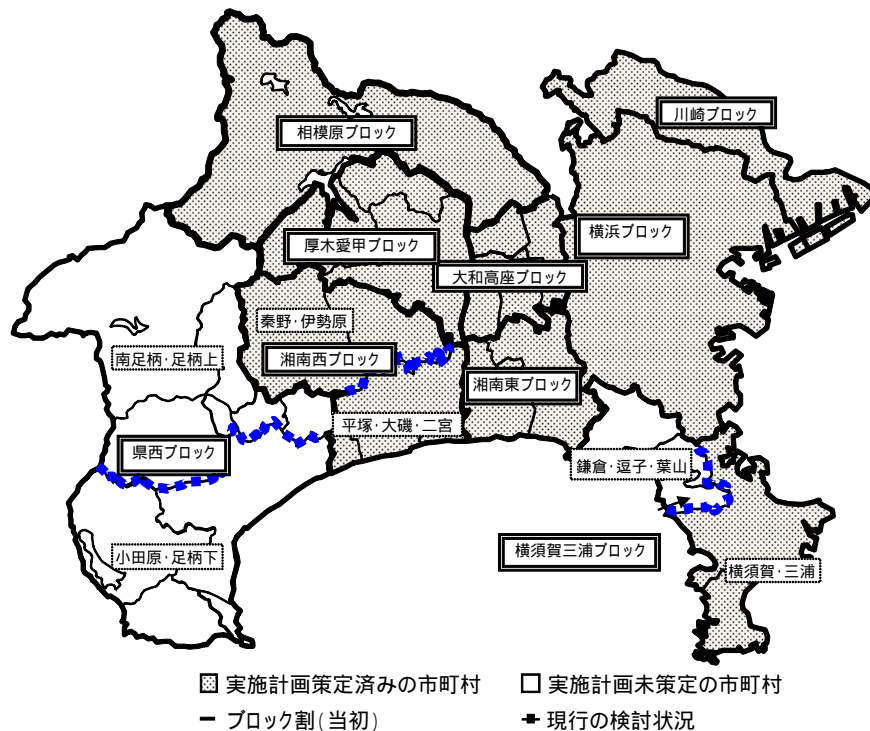 川崎ブロック
相模原ブロック
横浜ブロック
厚木愛甲ブロック
大和高座ブロック
秦野・伊勢原
南足柄・足柄上
湘南西ブロック
湘南東ブロック
平塚・大磯・二宮
県西ブロック
鎌倉・逗子・葉山
小田原・足柄下
横須賀三浦ブロック
横須賀・三浦
実施計画策定済みの市町村
実施計画未策定の市町村
ブロック割(当初)
現行の検討状況